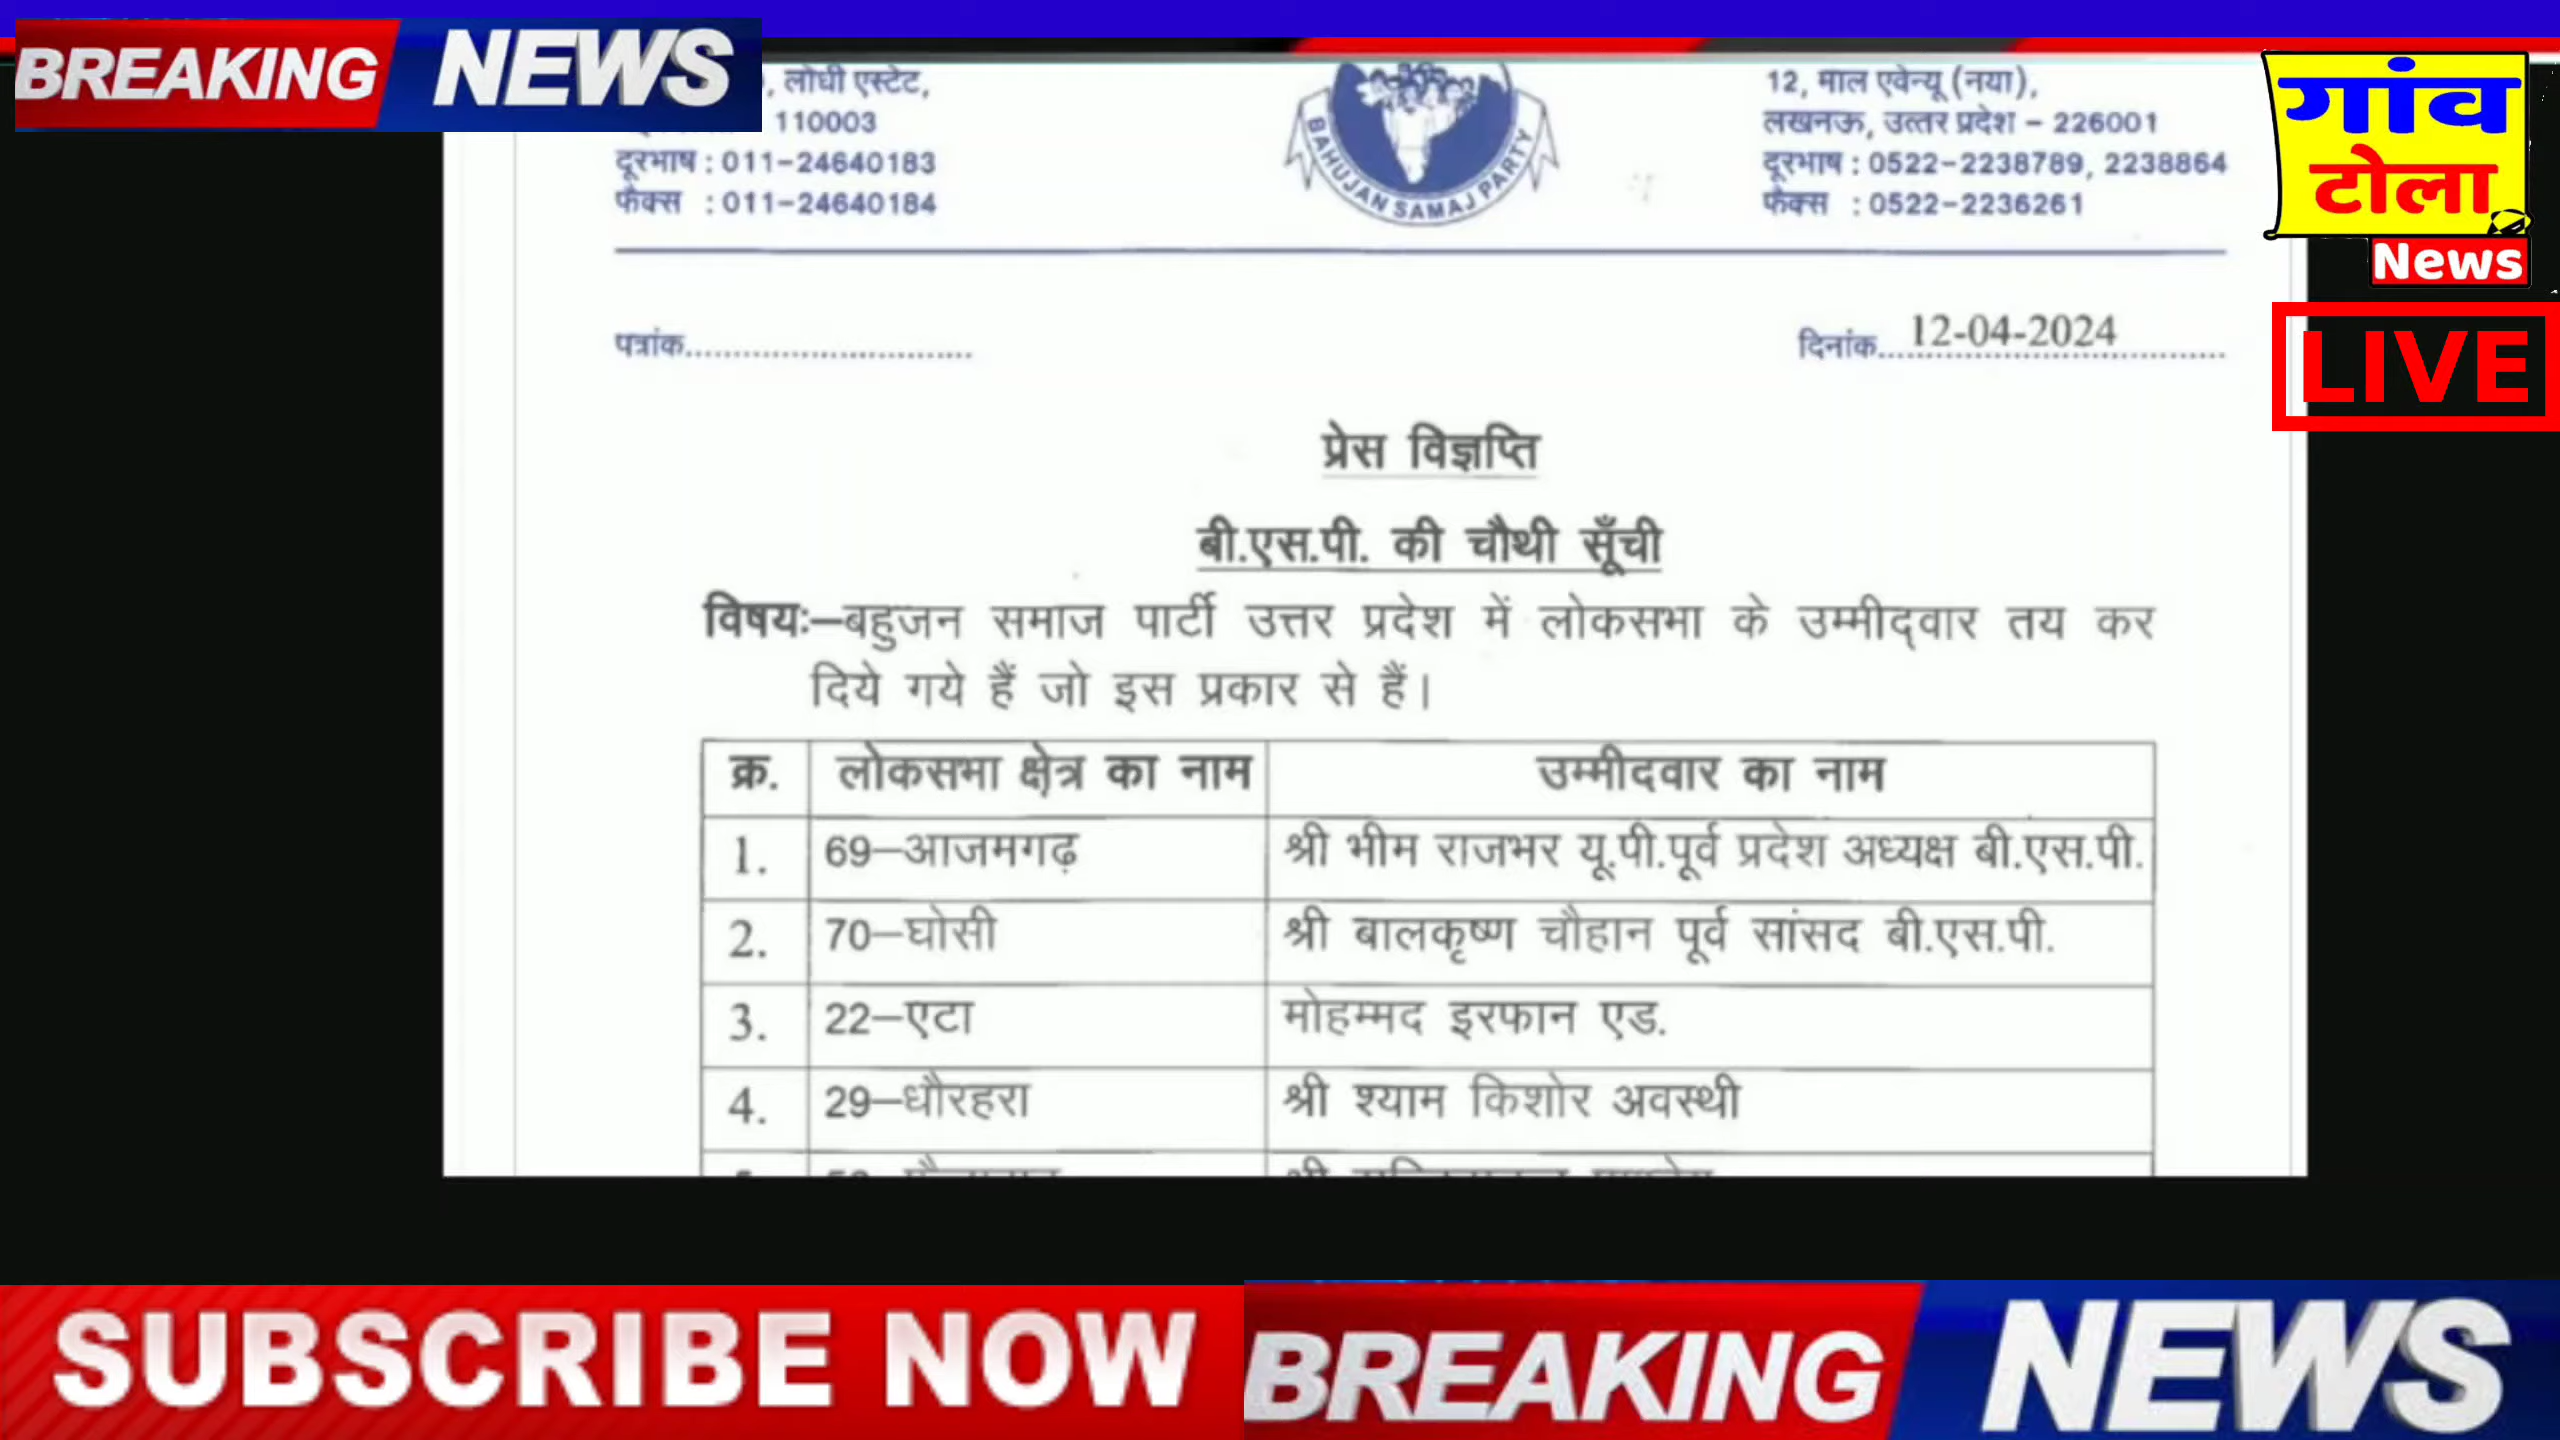 BREAKING NEWS
लोधी एस्टेट,
110003
दूरभाष : 011-24640183
फैक्स : 011-24640184
BAHUJAN SAMAJ PARTY
12, माल एवेन्यू (नया),
लखनऊ, उत्तर प्रदेश - 226001
दूरभाष : 0522-2238789, 2238864
फैक्स : 0522-2236261
गांव
टोला
News
LIVE
पत्रांक..............................
दिनांक... 12-04-2024
प्रेस विज्ञप्ति
बी.एस.पी. की चौथी सूँची
विषयः–बहुजन समाज पार्टी उत्तर प्रदेश में लोकसभा के उम्मीद्वार तय कर
दिये गये हैं जो इस प्रकार से हैं।
क्र. लोकसभा क्षेत्र का नाम उम्मीदवार का नाम
1. 69–आजमगढ़ श्री भीम राजभर यू.पी.पूर्व प्रदेश अध्यक्ष बी.एस.पी.
2. 70–घोसी श्री बालकृष्ण चौहान पूर्व सांसद बी.एस.पी.
3. 22–एटा मोहम्मद इरफान एड.
4. 29–धौरहरा श्री श्याम किशोर अवस्थी
SUBSCRIBE NOW
BREAKING NEWS